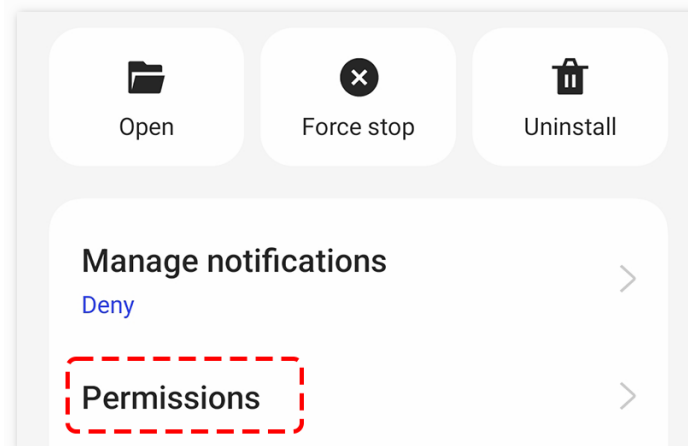 Open Force stop Uninstall
Manage notifications
Deny
Permissions